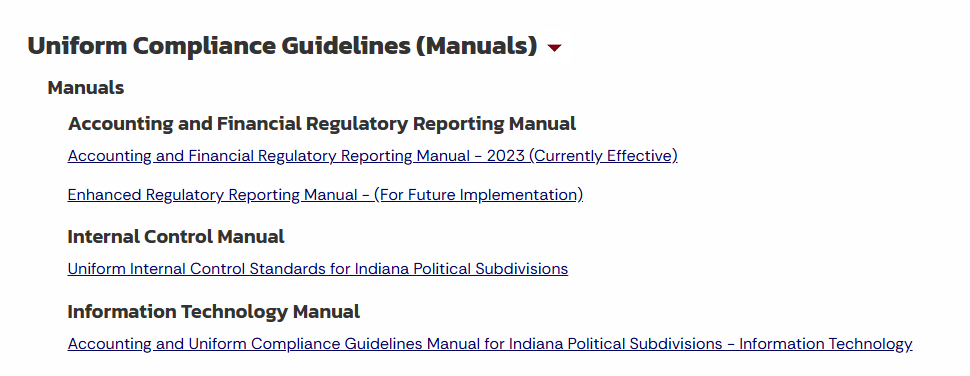 Uniform Compliance Guidelines (Manuals)
Manuals
Accounting and Financial Regulatory Reporting Manual
Accounting and Financial Regulatory Reporting Manual - 2023 (Currently Effective)
Enhanced Regulatory Reporting Manual - (For Future Implementation)
Internal Control Manual
Uniform Internal Control Standards for Indiana Political Subdivisions
Information Technology Manual
Accounting and Uniform Compliance Guidelines Manual for Indiana Political Subdivisions - Information Technology